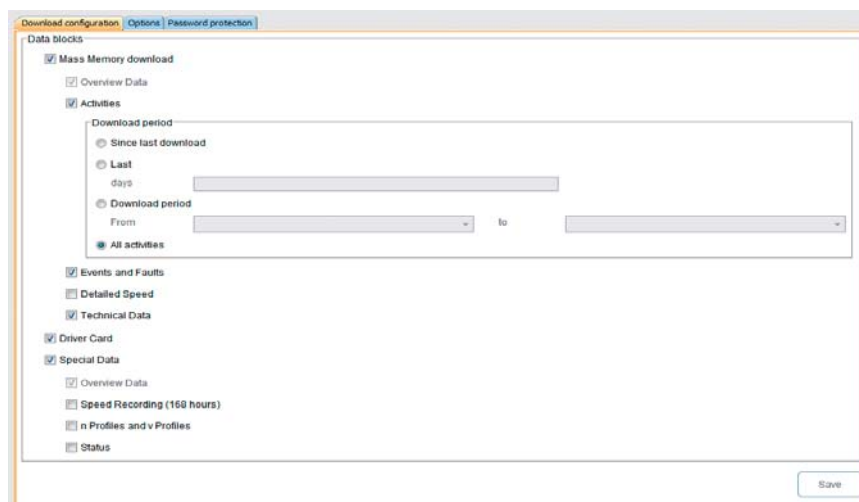 Download configuration Options Password protection
Data blocks
Mass Memory download
Overview Data
Activities
Download period
Since last download
Last
days
Download period
From to
All activities
Events and Faults
Detailed Speed
Technical Data
Driver Card
Special Data
Overview Data
Speed Recording (168 hours)
n Profiles and v Profiles
Status
Save